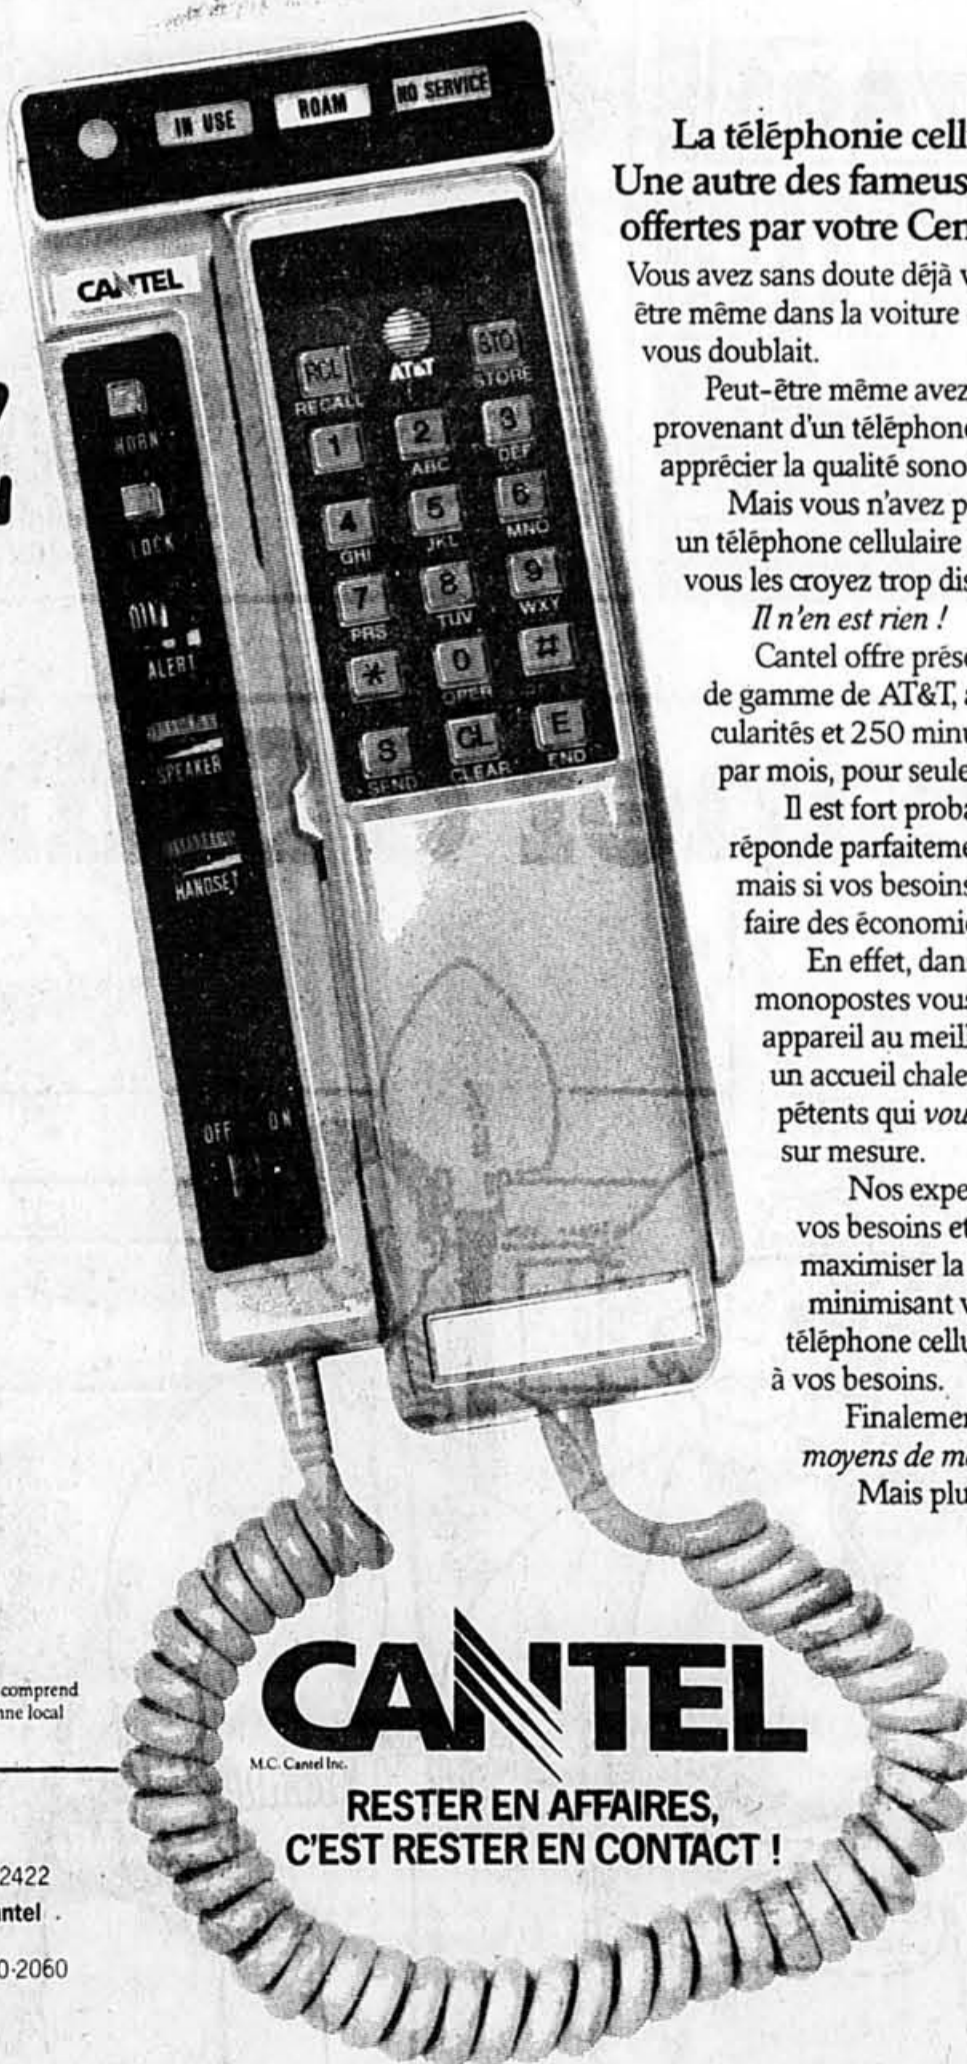 IN USE
ROAM
NO SERVICE
CANTEL
HORN
LOCK
ALERT
SPEAKER
HANDSET
OFF ON
AT&T
RCL
STO
RECALL
STORE
1 2 3
ABC DEF
4 5 6
GHI JKL MNO
7 8 9
PRS TUV WXY
* 0 #
OPER
S CL E
SEND CLEAR END
La téléphonie cell
Une autre des fameus
offertes par votre Cen
Vous avez sans doute déjà v
être même dans la voiture
vous doublait.
Peut-être même avez
provenant d'un téléphone
apprécier la qualité sono
Mais vous n'avez p
un téléphone cellulaire
vous les croyez trop dis
Il n'en est rien !
Cantel offre prése
de gamme de AT&T, a
cularités et 250 minu
par mois, pour seule
Il est fort proba
réponde parfaiteme
mais si vos besoins
faire des économie
En effet, dan
monopostes vous
appareil au meill
un accueil chale
pétents qui vou
sur mesure.
Nos expe
vos besoins et
maximiser la
minimisant v
téléphone cellu
à vos besoins.
Finalemen
moyens de me
Mais plu
comprend
nne local
2422
ntel
0-2060
CANTEL
M.C. Cantel Inc.
RESTER EN AFFAIRES,
C'EST RESTER EN CONTACT !